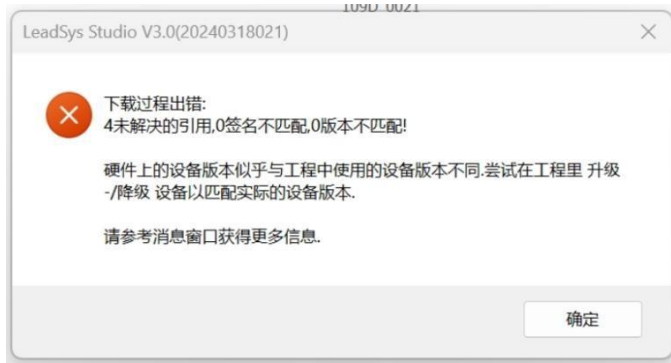 LeadSys Studio V3.0(20240318021)
下载过程出错:
4未解决的引用,0签名不匹配,0版本不匹配!
硬件上的设备版本似乎与工程中使用的设备版本不同.尝试在工程里 升级
-/降级 设备以匹配实际的设备版本.
请参考消息窗口获得更多信息.
确定